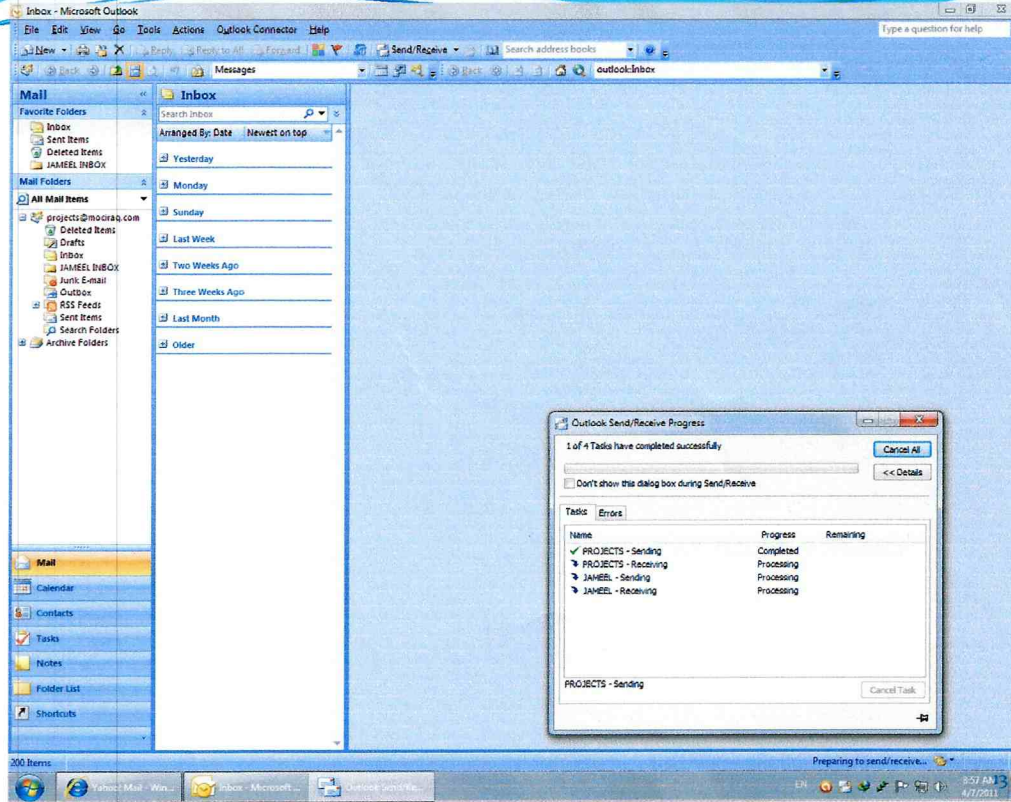 Inbox - Microsoft Outlook
File Edit View Go Tools Actions Outlook Connector Help
Type a question for help
New Reply Reply to All Forward Send/Receive Search address books
Back Messages Back outlook:Inbox
Mail
Favorite Folders
Inbox
Sent Items
Deleted Items
JAMEEL INBOX
Mail Folders
All Mail Items
projects@mociraq.com
Deleted Items
Drafts
Inbox
JAMEEL INBOX
Junk E-mail
Outbox
RSS Feeds
Sent Items
Search Folders
Archive Folders
Mail
Calendar
Contacts
Tasks
Notes
Folder List
Shortcuts
Inbox
Search Inbox
Arranged By: Date Newest on top
Yesterday
Monday
Sunday
Last Week
Two Weeks Ago
Three Weeks Ago
Last Month
Older
Outlook Send/Receive Progress
1 of 4 Tasks have completed successfully
Cancel All
<< Details
Don't show this dialog box during Send/Receive
Tasks Errors
Name Progress Remaining
PROJECTS - Sending Completed
PROJECTS - Receiving Processing
JAMEEL - Sending Processing
JAMEEL - Receiving Processing
PROJECTS - Sending
Cancel Task
200 Items
Preparing to send/receive...
Yahoo! Mail - Win... Inbox - Microsoft ... Outlook Send/Re...
EN
8:57 AM
4/7/2011
13